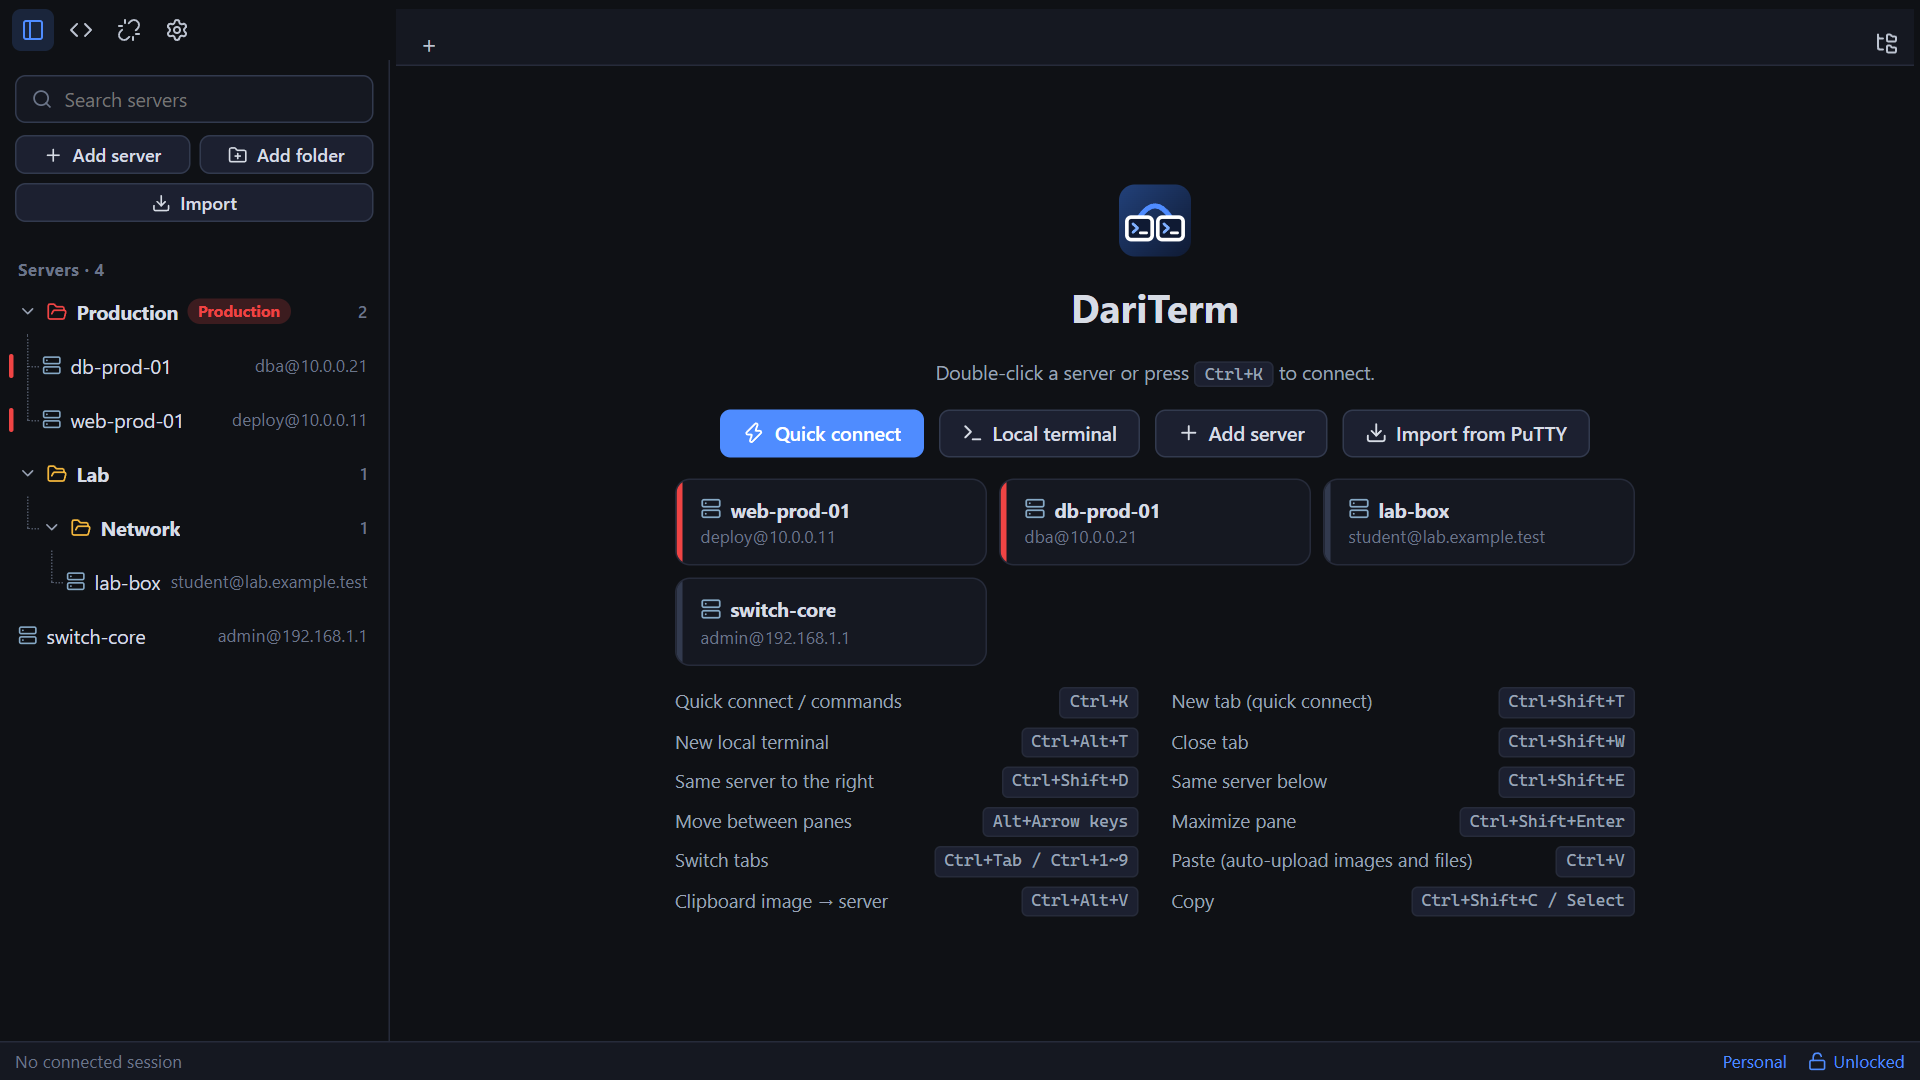 Search servers
Add server
Add folder
Import
Servers · 4
Production Production 2
db-prod-01 dba@10.0.0.21
web-prod-01 deploy@10.0.0.11
Lab 1
Network 1
lab-box student@lab.example.test
switch-core admin@192.168.1.1
DariTerm
Double-click a server or press Ctrl+K to connect.
Quick connect
Local terminal
Add server
Import from PuTTY
web-prod-01
deploy@10.0.0.11
db-prod-01
dba@10.0.0.21
lab-box
student@lab.example.test
switch-core
admin@192.168.1.1
Quick connect / commands Ctrl+K
New tab (quick connect) Ctrl+Shift+T
New local terminal Ctrl+Alt+T
Close tab Ctrl+Shift+W
Same server to the right Ctrl+Shift+D
Same server below Ctrl+Shift+E
Move between panes Alt+Arrow keys
Maximize pane Ctrl+Shift+Enter
Switch tabs Ctrl+Tab / Ctrl+1~9
Paste (auto-upload images and files) Ctrl+V
Clipboard image → server Ctrl+Alt+V
Copy Ctrl+Shift+C / Select
No connected session
Personal
Unlocked